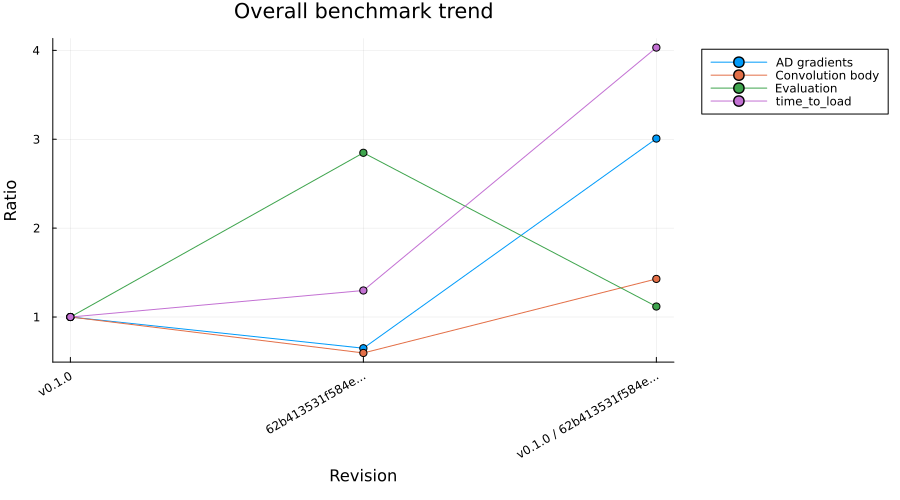 Overall benchmark trend
4
3
2
1
Ratio
v0.1.0
62b413531f584e...
v0.1.0 / 62b413531f584e...
Revision
AD gradients
Convolution body
Evaluation
time_to_load